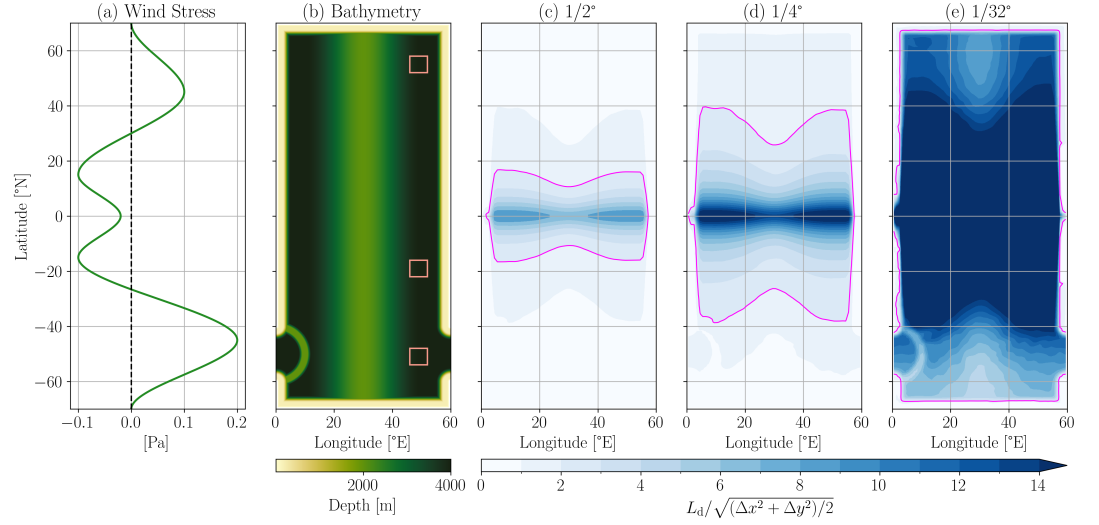 (a) Wind Stress
(b) Bathymetry
(c) 1/2°
(d) 1/4°
(e) 1/32°
Latitude [°N]
60
40
20
0
−20
−40
−60
−0.1 0.0 0.1 0.2
[Pa]
0 20 40 60
Longitude [°E]
0 20 40 60
Longitude [°E]
0 20 40 60
Longitude [°E]
0 20 40 60
Longitude [°E]
2000 4000
Depth [m]
0 2 4 6 8 10 12 14
L_d/√(Δx² + Δy²)/2